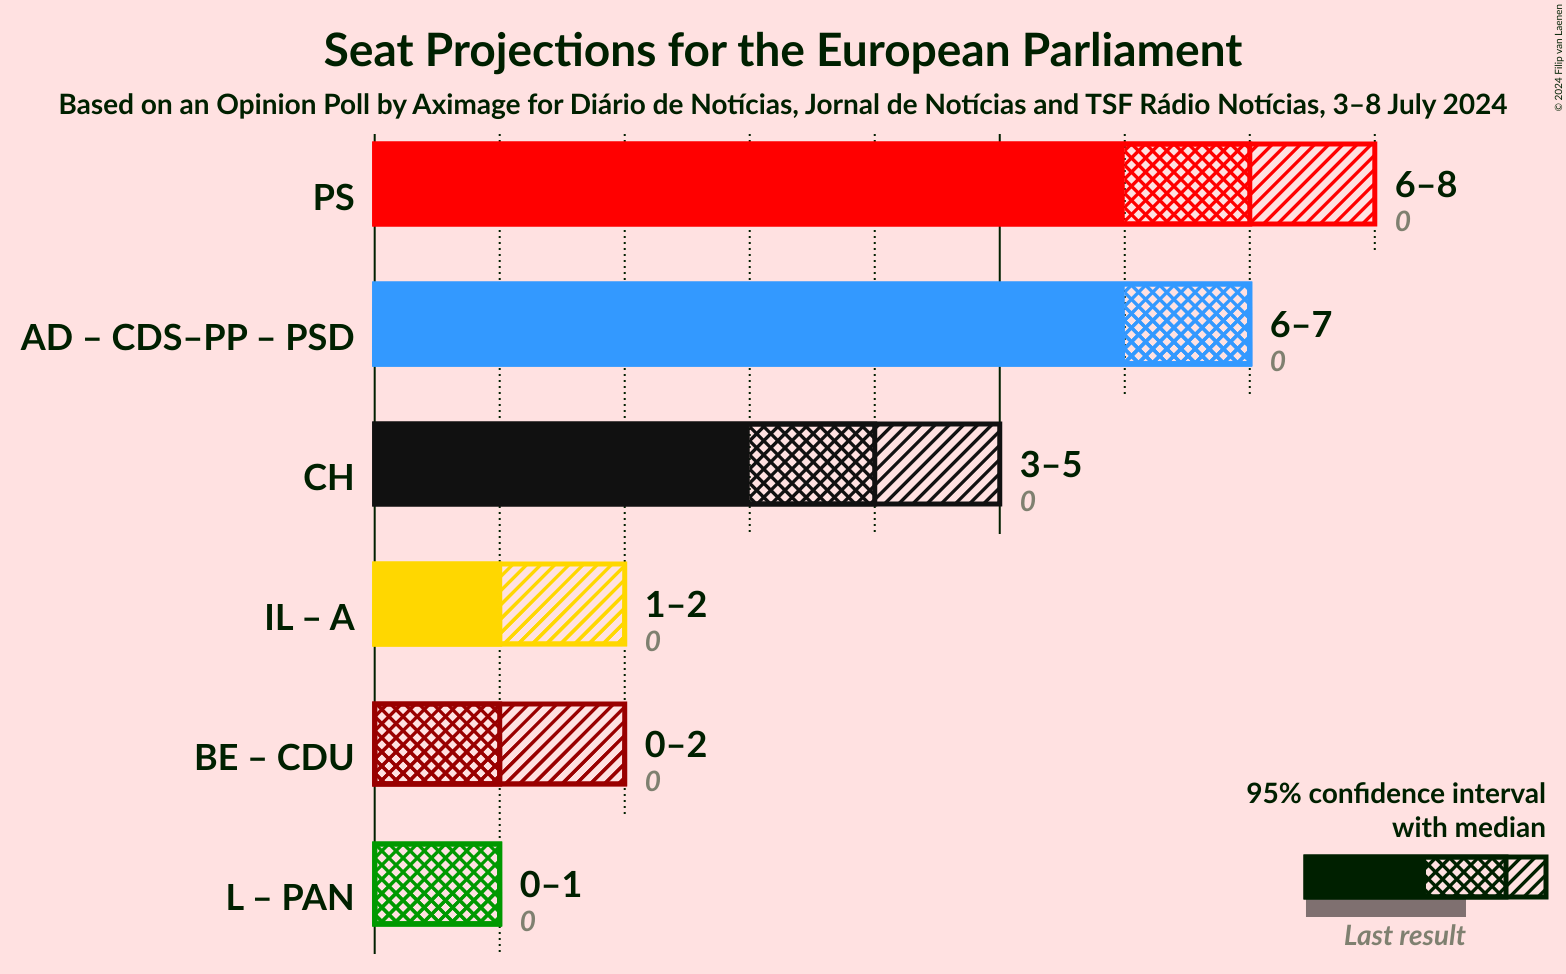 Seat Projections for the European Parliament
Based on an Opinion Poll by Aximage for Diário de Notícias, Jornal de Notícias and TSF Rádio Notícias, 3–8 July 2024
© 2024 Filip van Laenen
PS
6–8
0
AD – CDS–PP – PSD
6–7
0
CH
3–5
0
IL – A
1–2
0
BE – CDU
0–2
0
L – PAN
0–1
0
95% confidence interval
with median
Last result